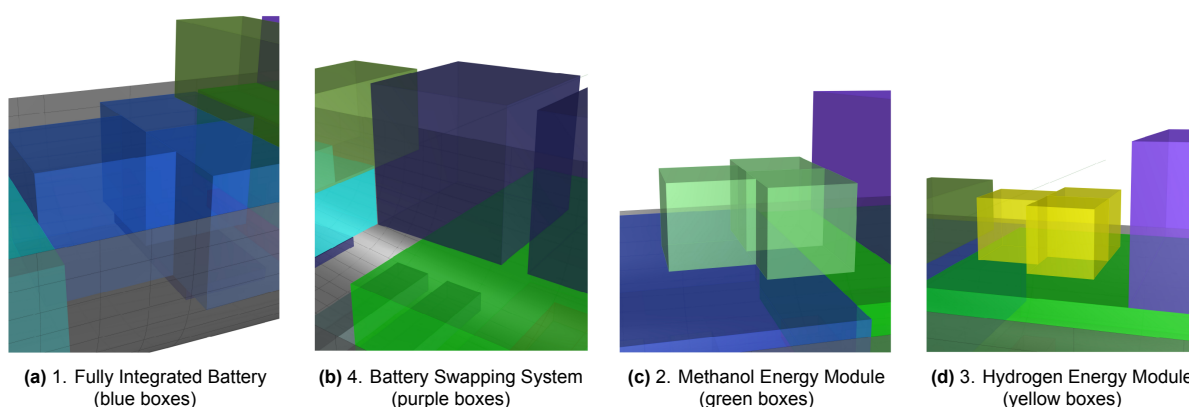 (a) 1. Fully Integrated Battery
(blue boxes)
(b) 4. Battery Swapping System
(purple boxes)
(c) 2. Methanol Energy Module
(green boxes)
(d) 3. Hydrogen Energy Module
(yellow boxes)